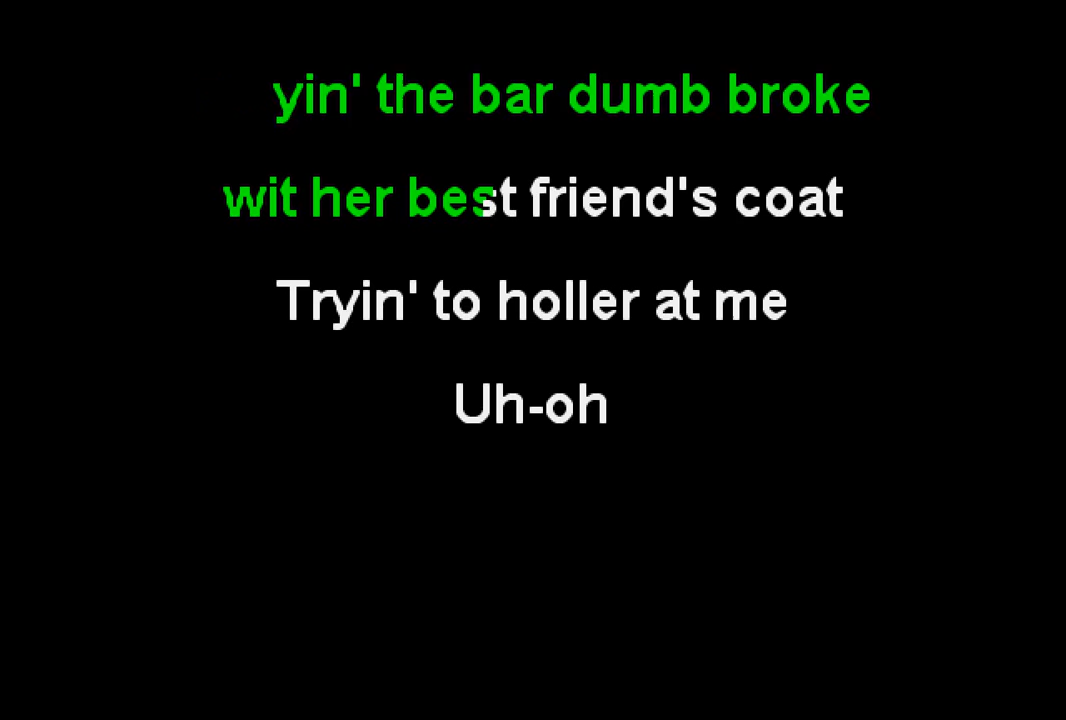 yin' the bar dumb broke
wit her best friend's coat
Tryin' to holler at me
Uh-oh